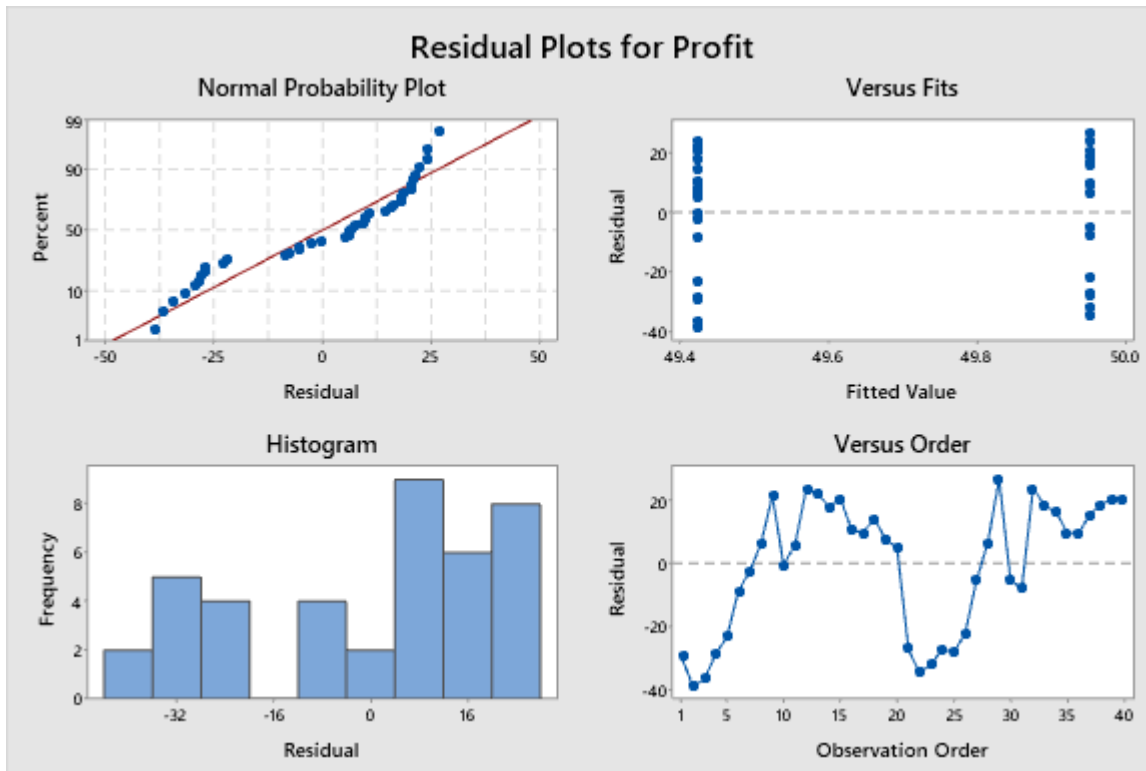 Residual Plots for Profit
Normal Probability Plot
99
90
50
10
1
Percent
-50 -25 0 25 50
Residual
Versus Fits
20
0
-20
-40
Residual
49.4 49.6 49.8 50.0
Fitted Value
Histogram
8
6
4
2
0
Frequency
-32 -16 0 16
Residual
Versus Order
20
0
-20
-40
Residual
1 5 10 15 20 25 30 35 40
Observation Order